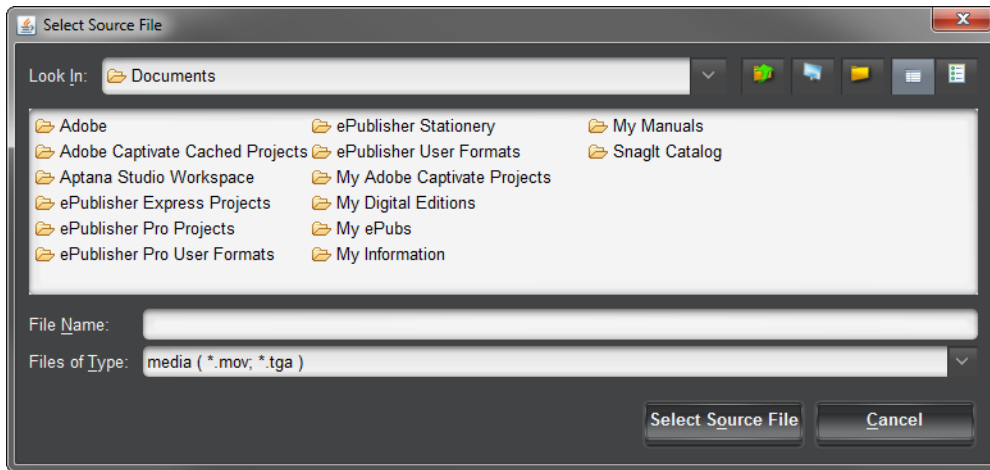 Select Source File
Look In: Documents
Adobe ePublisher Stationery My Manuals
Adobe Captivate Cached Projects ePublisher User Formats SnagIt Catalog
Aptana Studio Workspace My Adobe Captivate Projects
ePublisher Express Projects My Digital Editions
ePublisher Pro Projects My ePubs
ePublisher Pro User Formats My Information
File Name:
Files of Type: media ( *.mov; *.tga )
Select Source File Cancel